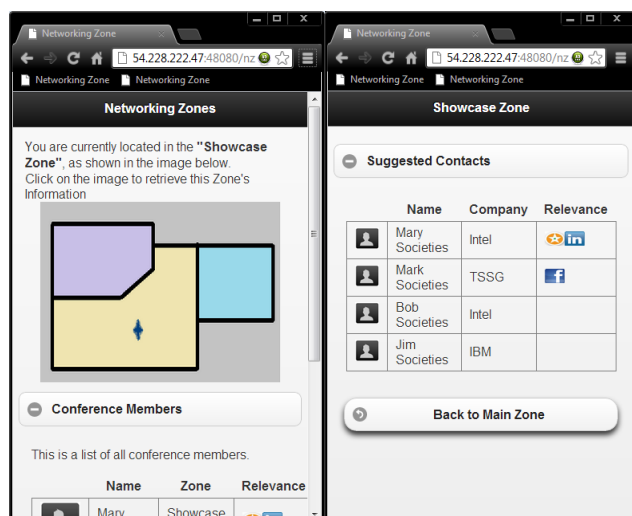 Networking Zone
54.228.222.47:48080/nz
Networking Zone
Networking Zone
Networking Zones
You are currently located in the "Showcase
Zone", as shown in the image below.
Click on the image to retrieve this Zone's
Information
Conference Members
This is a list of all conference members.
Name Zone Relevance
Mary Showcase
in
Networking Zone
54.228.222.47:48080/nz
Networking Zone
Networking Zone
Showcase Zone
Suggested Contacts
Name Company Relevance
Mary
Societies
Intel
in
Mark
Societies
TSSG
f
Bob
Societies
Intel
Jim
Societies
IBM
Back to Main Zone